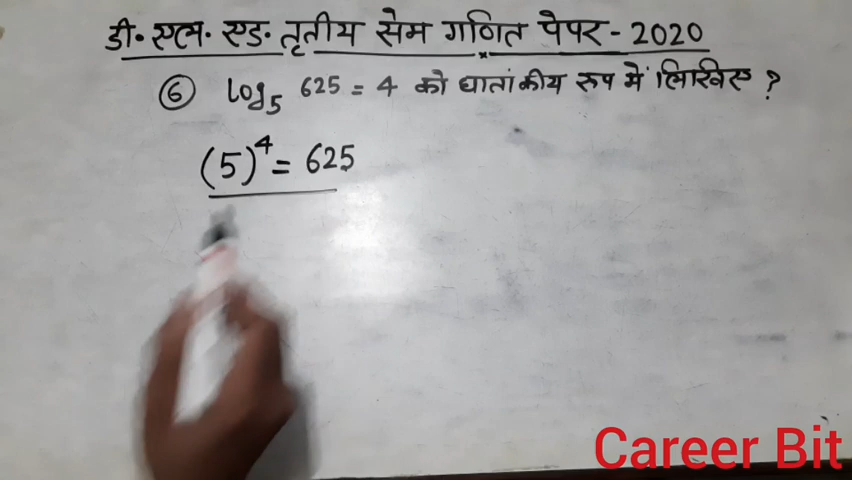 डी. एल. एड. तृतीय सेम गणित पेपर - 2020
⑥ log₅ 625 = 4 को घातांकीय रूप में लिखिए ?
(5)⁴ = 625
Career Bit